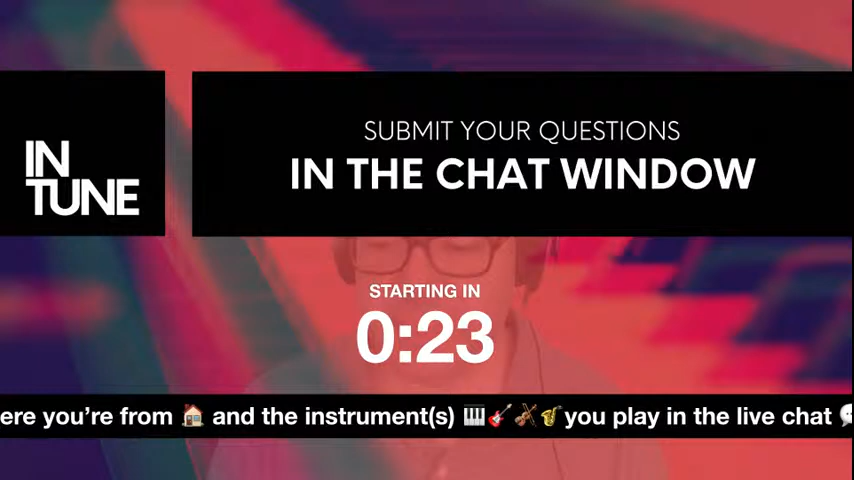 IN
TUNE
SUBMIT YOUR QUESTIONS
IN THE CHAT WINDOW
STARTING IN
0:23
ere you’re from 🏠 and the instrument(s) 🎹🎸🎻🎷you play in the live chat 💬